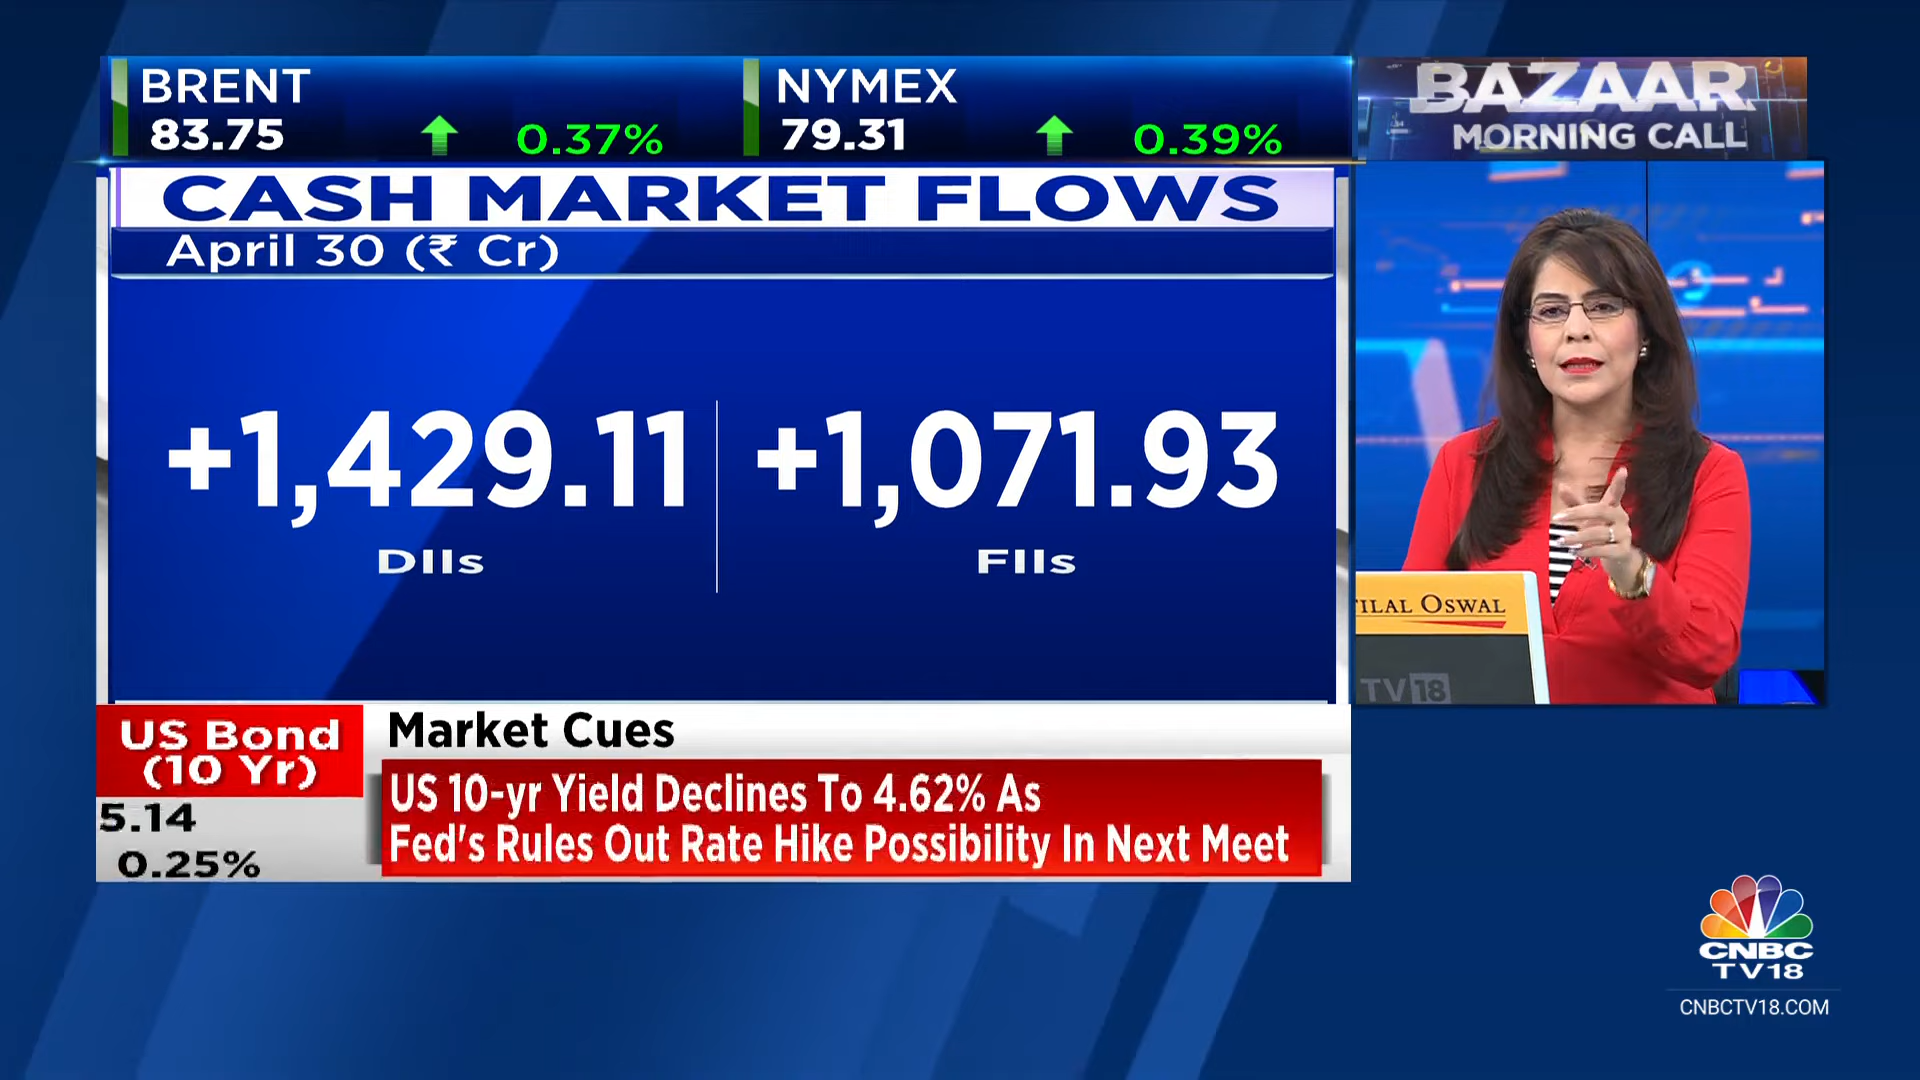 BRENT
83.75 0.37%
NYMEX
79.31 0.39%
BAZAAR
MORNING CALL
CASH MARKET FLOWS
April 30 (₹ Cr)
+1,429.11
DIIs
+1,071.93
FIIs
TILAL OSWAL
TV18
US Bond
(10 Yr)
5.14
0.25%
Market Cues
US 10-yr Yield Declines To 4.62% As
Fed's Rules Out Rate Hike Possibility In Next Meet
CNBC
TV18
CNBCTV18.COM